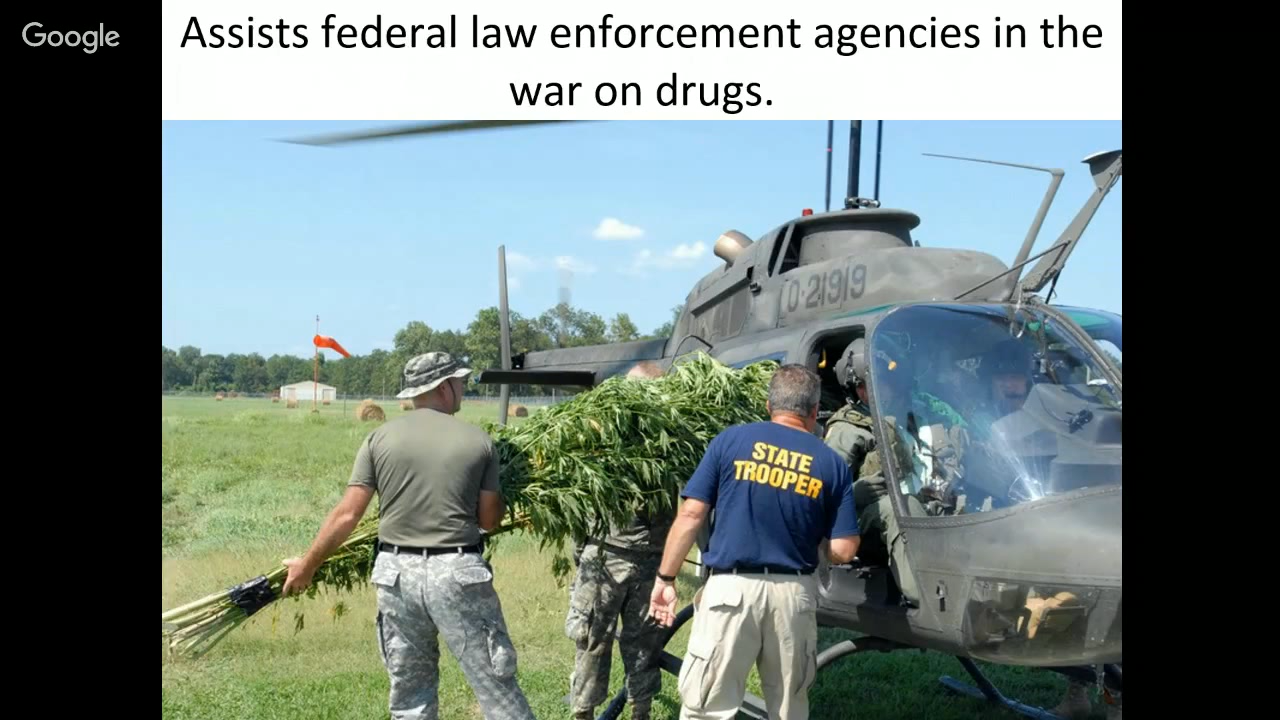 Google
Assists federal law enforcement agencies in the
war on drugs.
0-21919
STATE
TROOPER